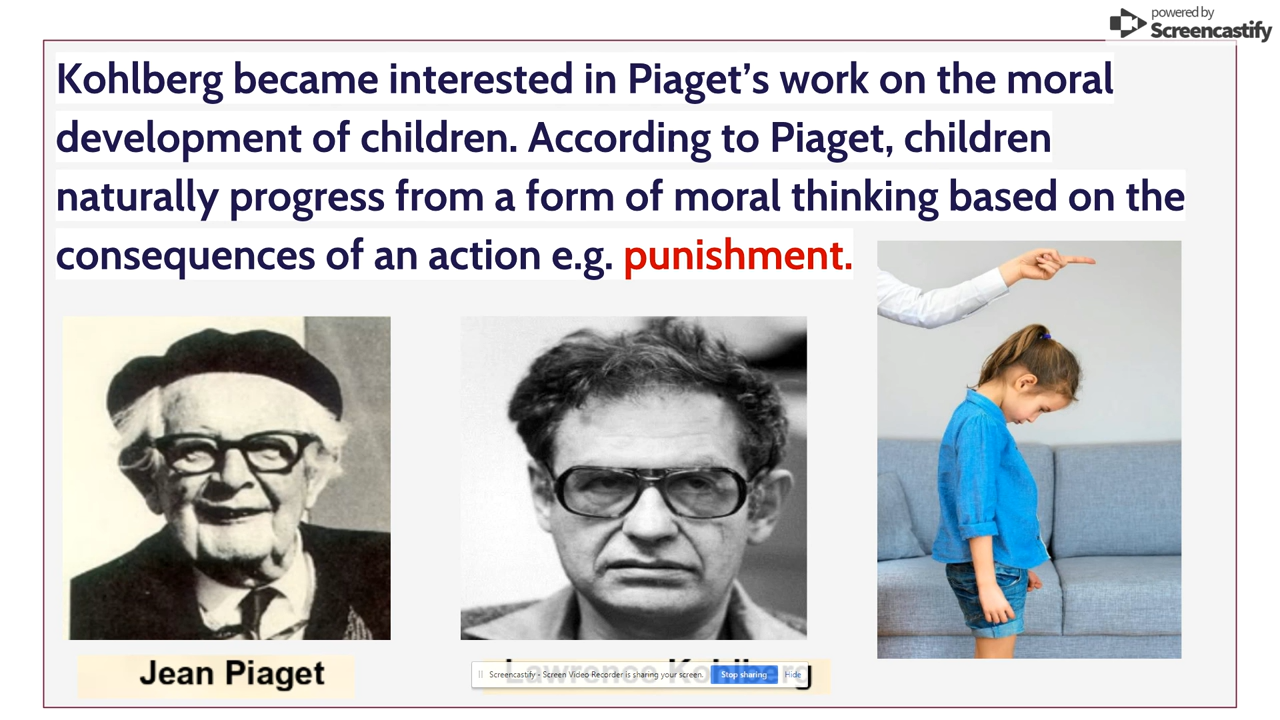 powered by
Screencastify
Kohlberg became interested in Piaget’s work on the moral
development of children. According to Piaget, children
naturally progress from a form of moral thinking based on the
consequences of an action e.g. punishment.
Jean Piaget
Lawrence Kohlberg
Screencastify - Screen Video Recorder is sharing your screen.
Stop sharing
Hide